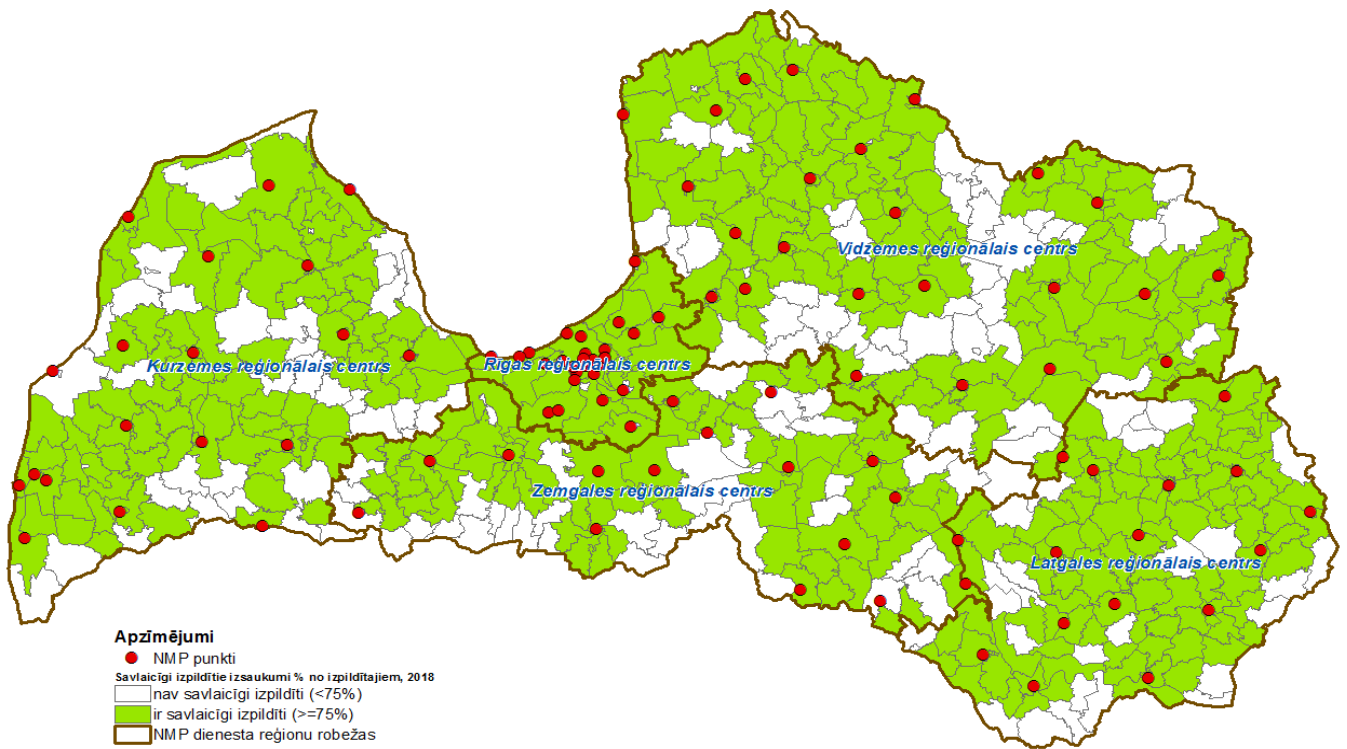 Vidzemes reģionālais centrs
Kurzemes reģionālais centrs
Rīgas reģionālais centrs
Zemgales reģionālais centrs
Latgales reģionālais centrs
Apzīmējumi
NMP punkti
Savlaicīgi izpildītie izsaukumi % no izpildītajiem, 2018
nav savlaicīgi izpildīti (<75%)
ir savlaicīgi izpildīti (>=75%)
NMP dienesta reģionu robežas